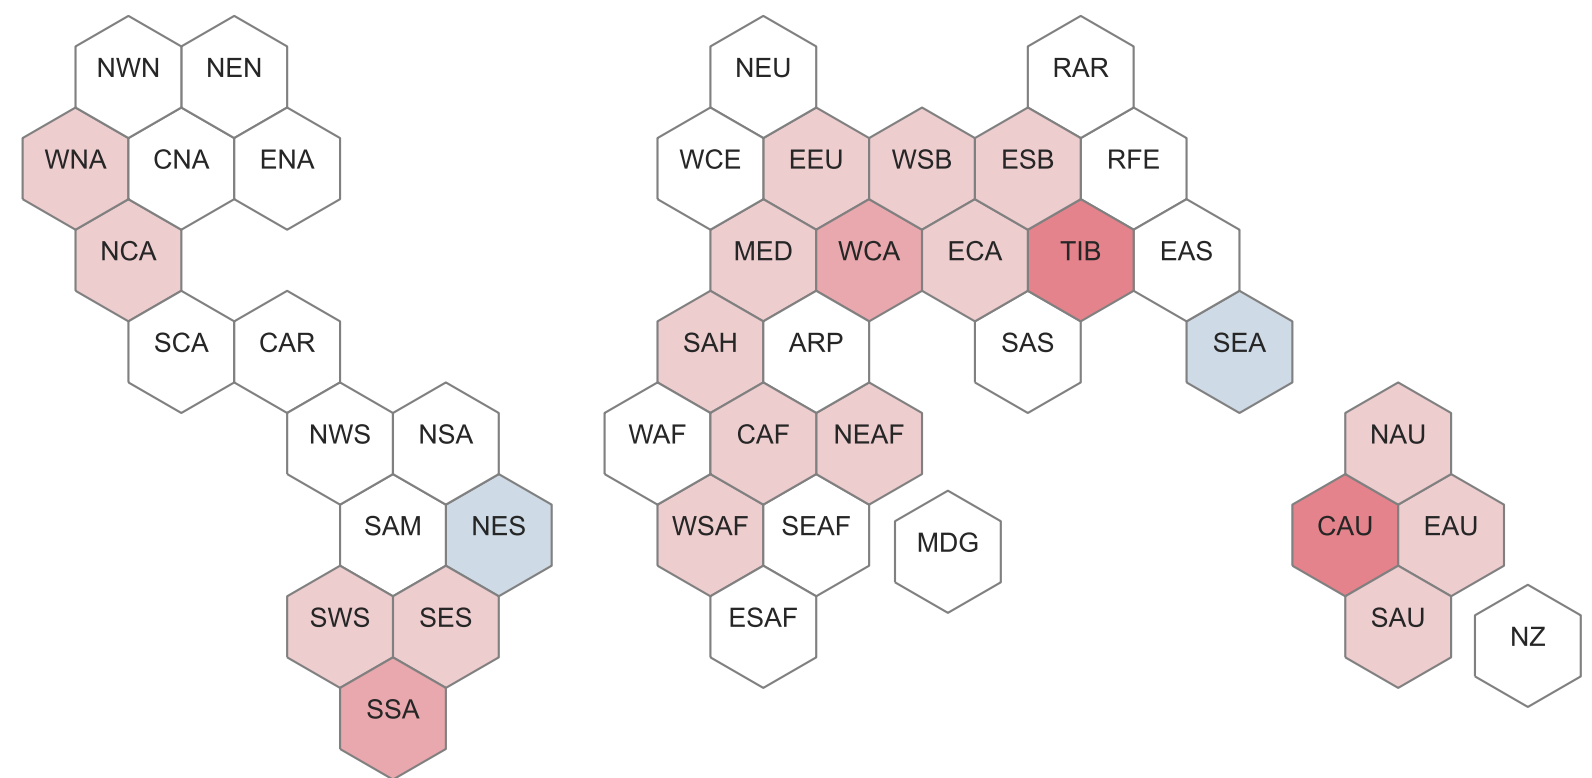 NWN NEN NEU RAR
WNA CNA ENA WCE EEU WSB ESB RFE
NCA MED WCA ECA TIB EAS
SCA CAR SAH ARP SAS SEA
NWS NSA WAF CAF NEAF NAU
SAM NES WSAF SEAF MDG CAU EAU
SWS SES ESAF SAU NZ
SSA